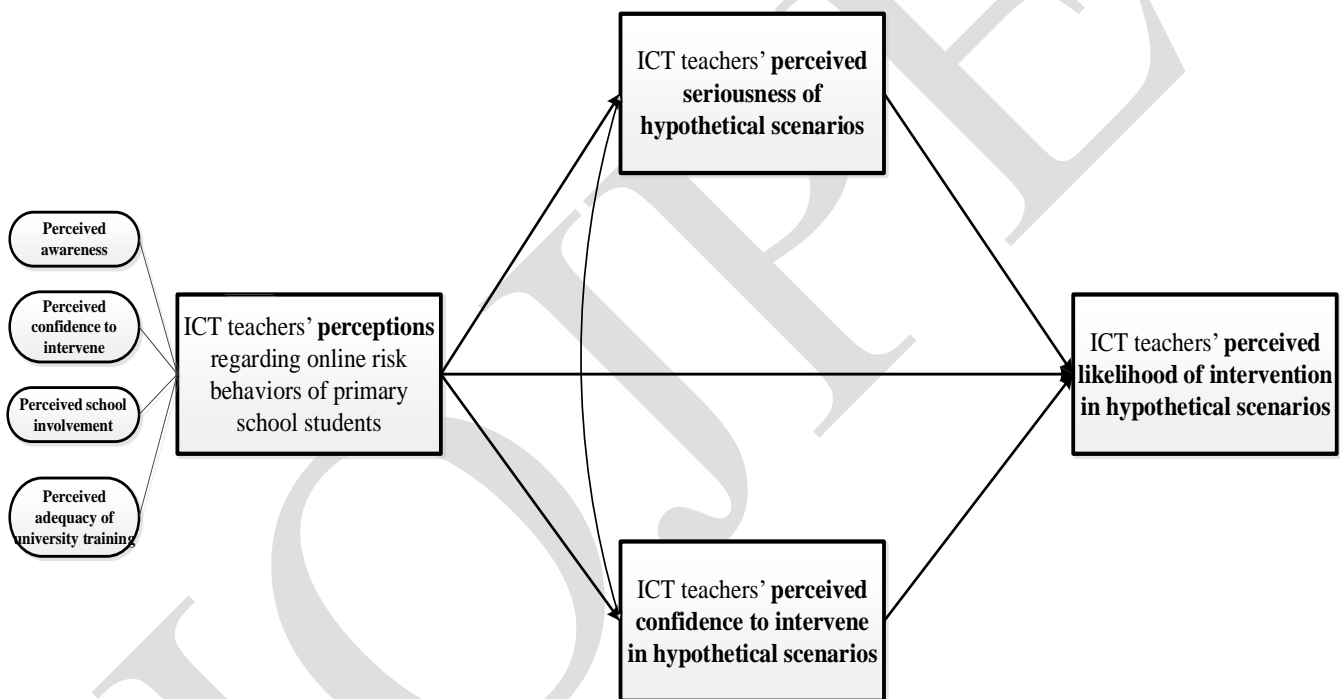 ICT teachers' perceived
seriousness of
hypothetical scenarios
Perceived
awareness
Perceived
confidence to
intervene
Perceived school
involvement
Perceived
adequacy of
university training
ICT teachers' perceptions
regarding online risk
behaviors of primary
school students
ICT teachers' perceived
likelihood of intervention
in hypothetical scenarios
ICT teachers' perceived
confidence to intervene
in hypothetical scenarios